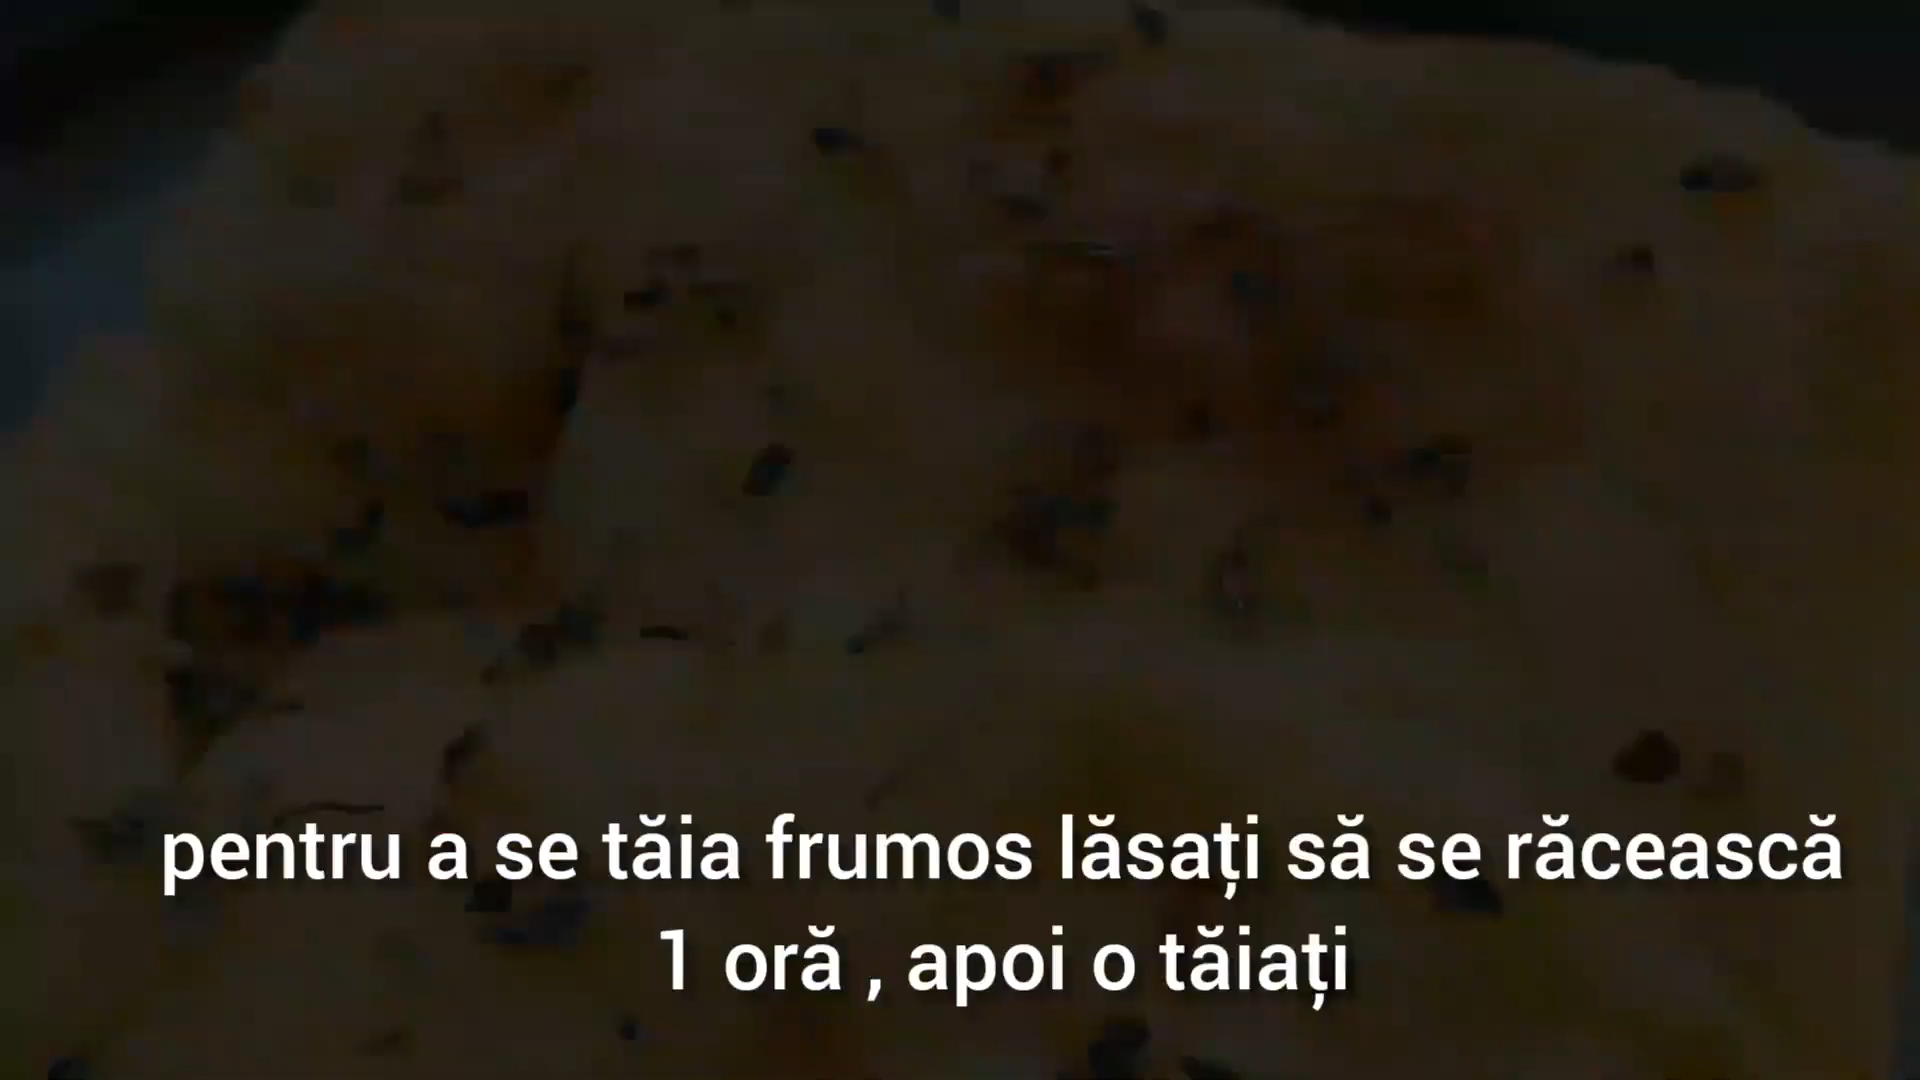 pentru a se tăia frumos lăsați să se răcească
1 oră , apoi o tăiați